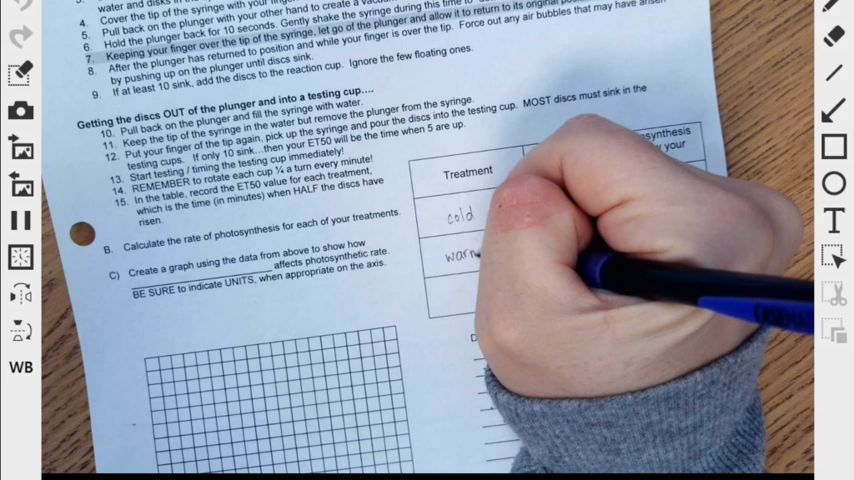 water and disks in
4. Cover the tip of the syringe with your
5. Pull back on the plunger with your other hand to create a
6. Hold the plunger back for 10 seconds. Gently shake the syringe during this time to
7. Keeping your finger over the tip of the syringe, let go of the plunger and allow it to return to its original
8. After the plunger has returned to position and while your finger is over the tip. Force out any air bubbles that may have
by pushing up on the plunger until discs sink.
9. If at least 10 sink, add the discs to the reaction cup. Ignore the few floating ones.
Getting the discs OUT of the plunger and into a testing cup....
10. Pull back on the plunger and fill the syringe with water.
11. Keep the tip of the syringe in the water but remove the plunger from the syringe.
12. Put your finger of the tip again, pick up the syringe and pour the discs into the testing cup. MOST discs must sink in the
testing cups. If only 10 sink...then your ET50 will be the time when 5 are up.
13. Start testing / timing the testing cup immediately!
14. REMEMBER to rotate each cup ¼ a turn every minute!
15. In the table, record the ET50 value for each treatment,
which is the time (in minutes) when HALF the discs have
risen.
B. Calculate the rate of photosynthesis for each of your treatments.
C) Create a graph using the data from above to show how
____________________ affects photosynthetic rate.
BE SURE to indicate UNITS, when appropriate on the axis.
Treatment
your
cold
warm
T
WB